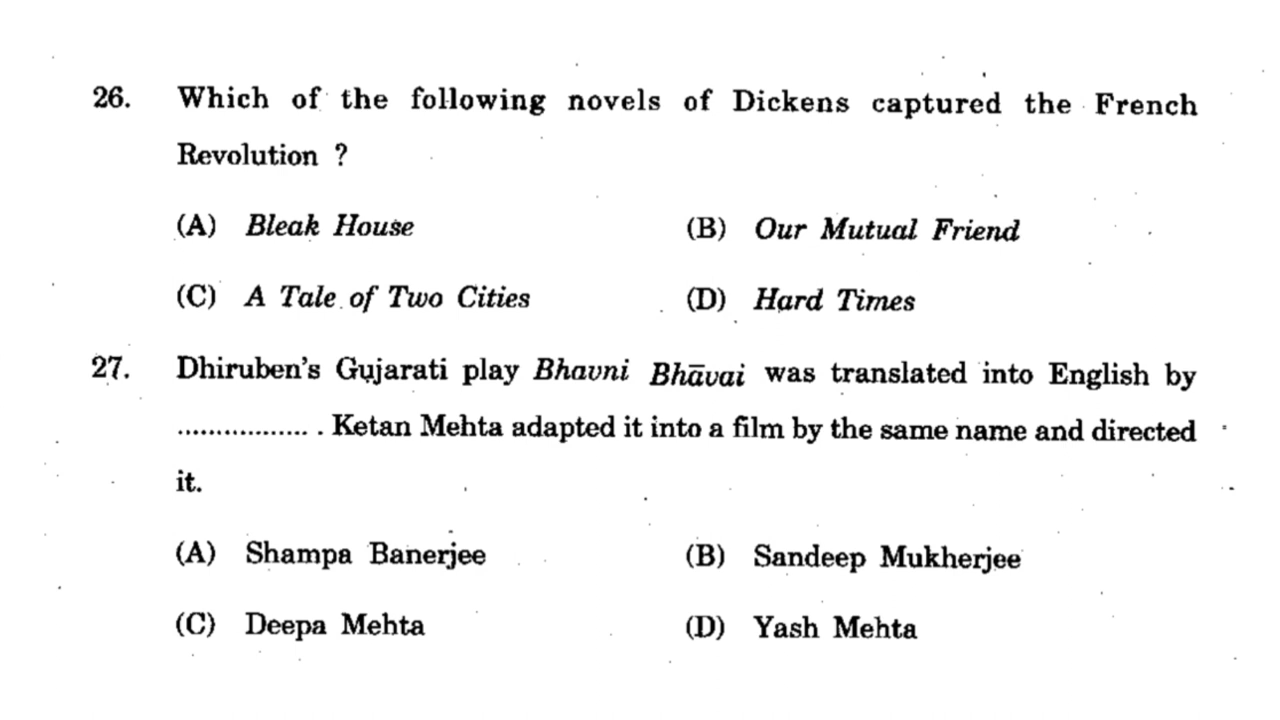 26. Which of the following novels of Dickens captured the French
Revolution ?
(A) Bleak House (B) Our Mutual Friend
(C) A Tale of Two Cities (D) Hard Times
27. Dhiruben's Gujarati play Bhavni Bhāvai was translated into English by
................. . Ketan Mehta adapted it into a film by the same name and directed
it.
(A) Shampa Banerjee (B) Sandeep Mukherjee
(C) Deepa Mehta (D) Yash Mehta